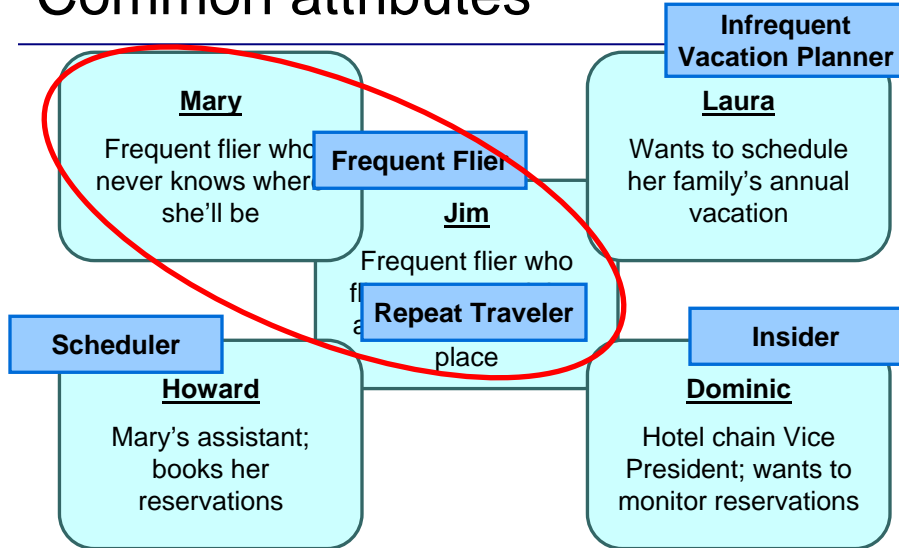 Common attributes
Infrequent
Vacation Planner
Mary
Frequent flier who
never knows where
she'll be
Frequent Flier
Laura
Wants to schedule
her family's annual
vacation
Jim
Frequent flier who
Repeat Traveler
place
Scheduler
Howard
Mary's assistant;
books her
reservations
Insider
Dominic
Hotel chain Vice
President; wants to
monitor reservations